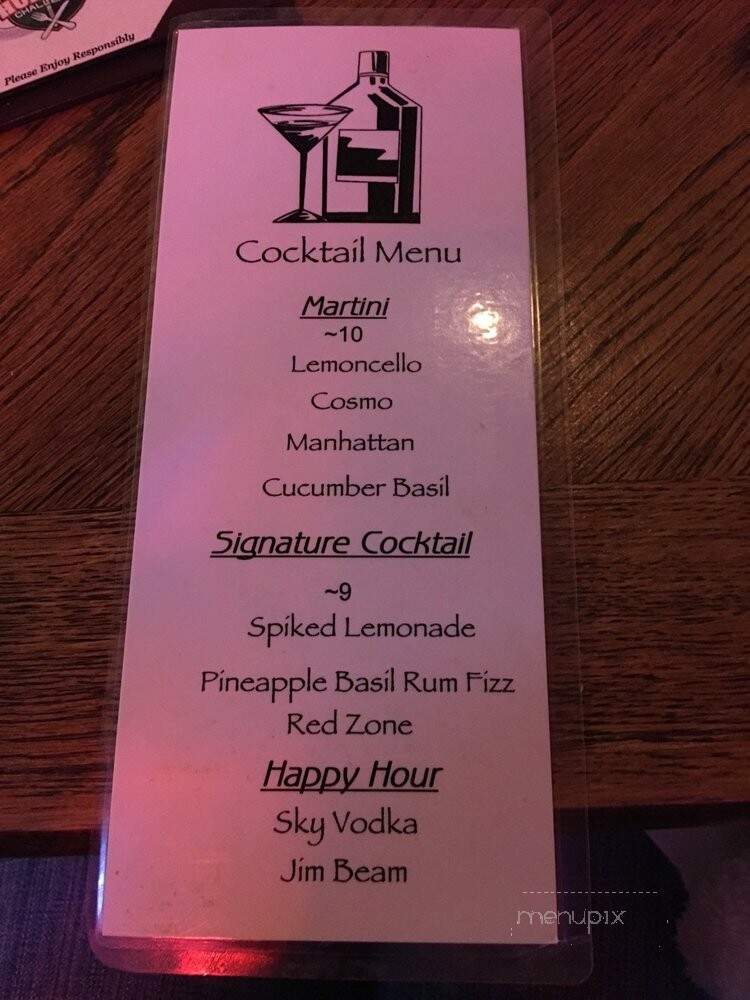 Please Enjoy Responsibly
Cocktail Menu
Martini
~10
Lemoncello
Cosmo
Manhattan
Cucumber Basil
Signature Cocktail
~9
Spiked Lemonade
Pineapple Basil Rum Fizz
Red Zone
Happy Hour
Sky Vodka
Jim Beam
menupix